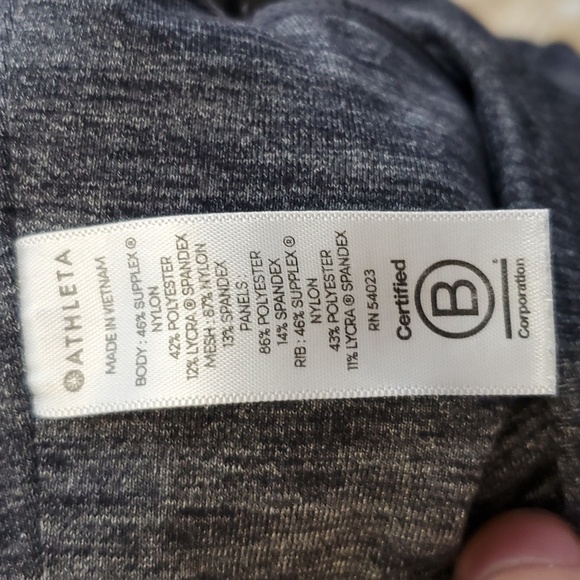 ATHLETA
MADE IN VIETNAM
BODY : 46% SUPPLEX ®
NYLON
42% POLYESTER
12% LYCRA ® SPANDEX
MESH : 87% NYLON
13% SPANDEX
PANELS :
86% POLYESTER
14% SPANDEX
RIB : 46% SUPPLEX ®
NYLON
43% POLYESTER
11% LYCRA ® SPANDEX
RN 54023
Certified
B
®
Corporation